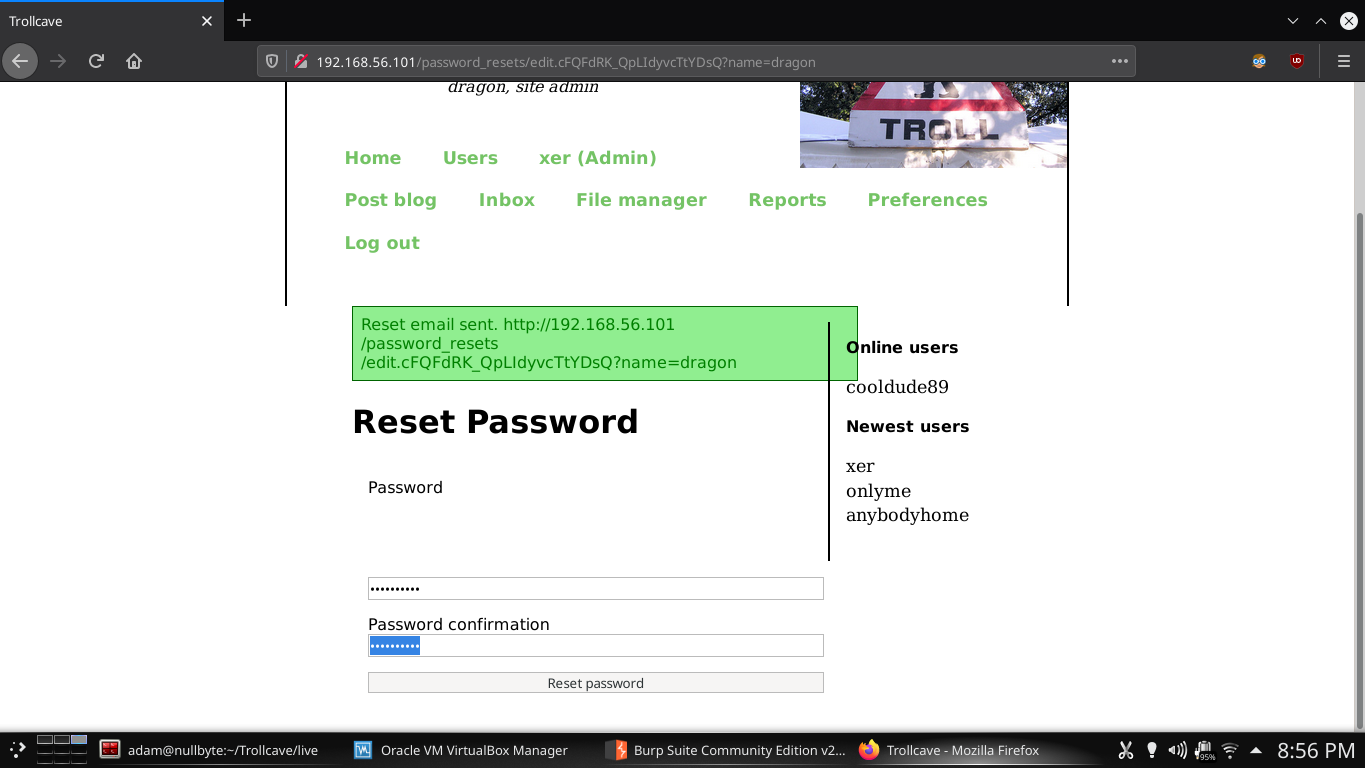 Trollcave
192.168.56.101/password_resets/edit.cFQFdRK_QpLIdyvcTtYDsQ?name=dragon
dragon, site admin
TROLL
Home Users xer (Admin)
Post blog Inbox File manager Reports Preferences
Log out
Reset email sent. http://192.168.56.101
/password_resets
/edit.cFQFdRK_QpLIdyvcTtYDsQ?name=dragon
Online users
cooldude89
Newest users
xer
onlyme
anybodyhome
Reset Password
Password
Password confirmation
Reset password
adam@nullbyte:~/Trollcave/live Oracle VM VirtualBox Manager Burp Suite Community Edition v2... Trollcave - Mozilla Firefox 95% 8:56 PM